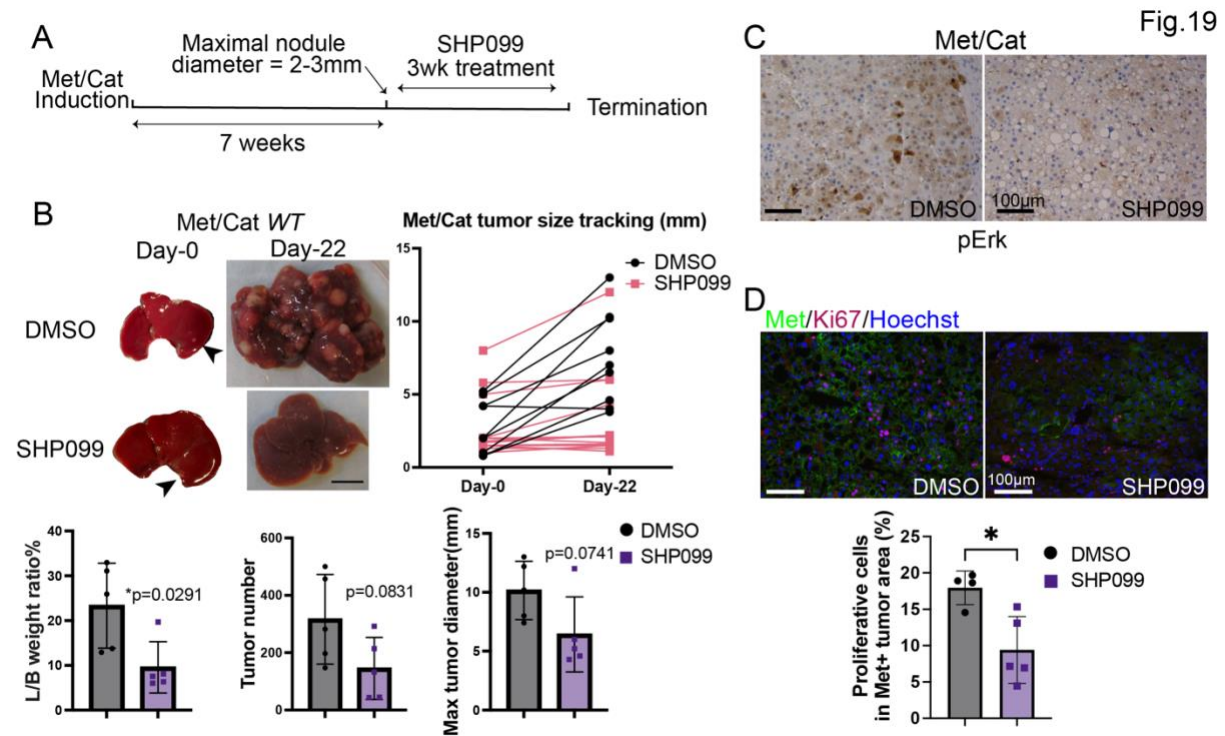 Fig.19
A
Met/Cat
Induction
Maximal nodule
diameter = 2-3mm
SHP099
3wk treatment
Termination
7 weeks
B
Met/Cat WT
Day-0
Day-22
DMSO
SHP099
Met/Cat tumor size tracking (mm)
15
10
5
0
Day-0
Day-22
DMSO
SHP099
L/B weight ratio%
40
30
20
10
0
*p=0.0291
Tumor number
600
400
200
0
p=0.0831
Max tumor diameter(mm)
15
10
5
0
p=0.0741
DMSO
SHP099
C
Met/Cat
DMSO
100μm
SHP099
pErk
D
Met/Ki67/Hoechst
DMSO
100μm
SHP099
Proliferative cells
in Met+ tumor area (%)
25
20
15
10
5
0
*
DMSO
SHP099